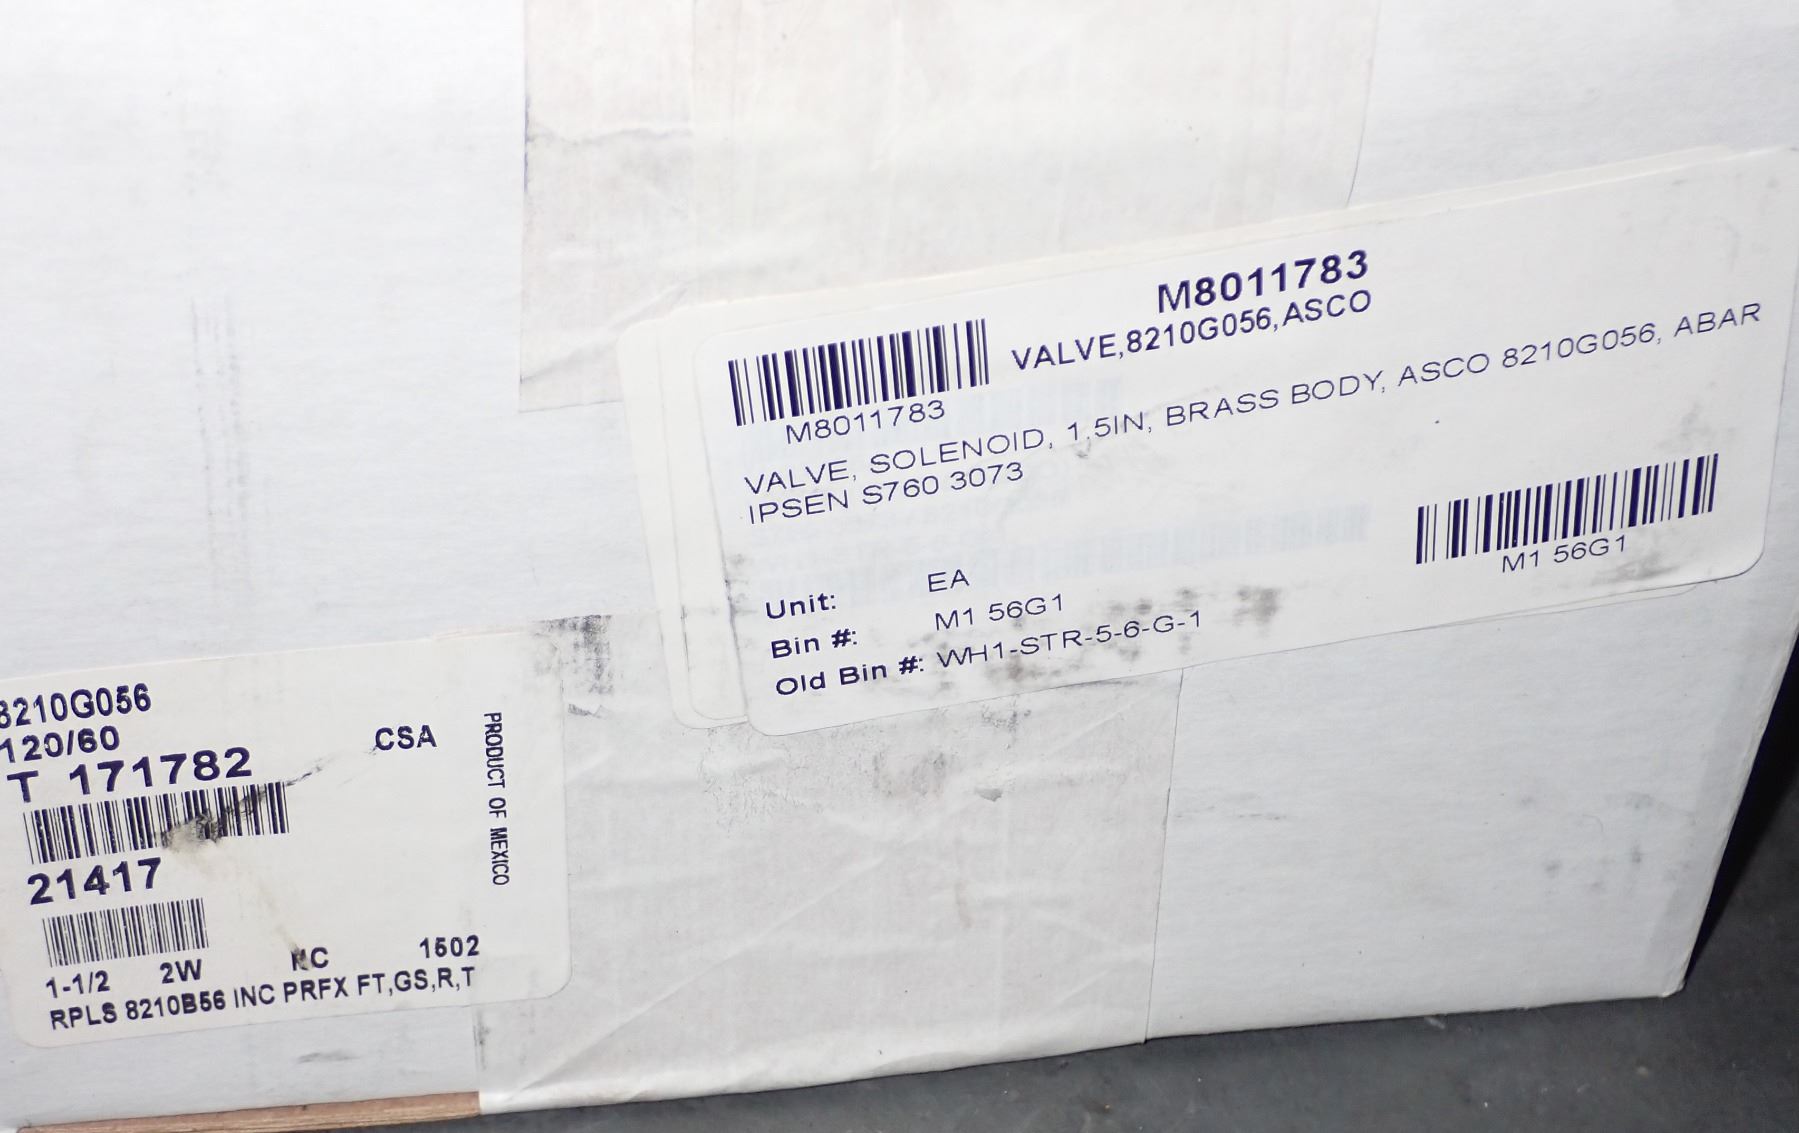 M8011783
VALVE,8210G056,ASCO
M8011783
VALVE, SOLENOID, 1.5IN, BRASS BODY, ASCO 8210G056, ABAR
IPSEN S760 3073
Unit: EA
Bin #: M1 56G1
Old Bin #: WH1-STR-5-6-G-1
M1 56G1
8210G056
120/60
CSA
T 171782
21417
1-1/2 2W NC 1502
RPLS 8210B56 INC PRFX FT,GS,R,T
PRODUCT OF MEXICO